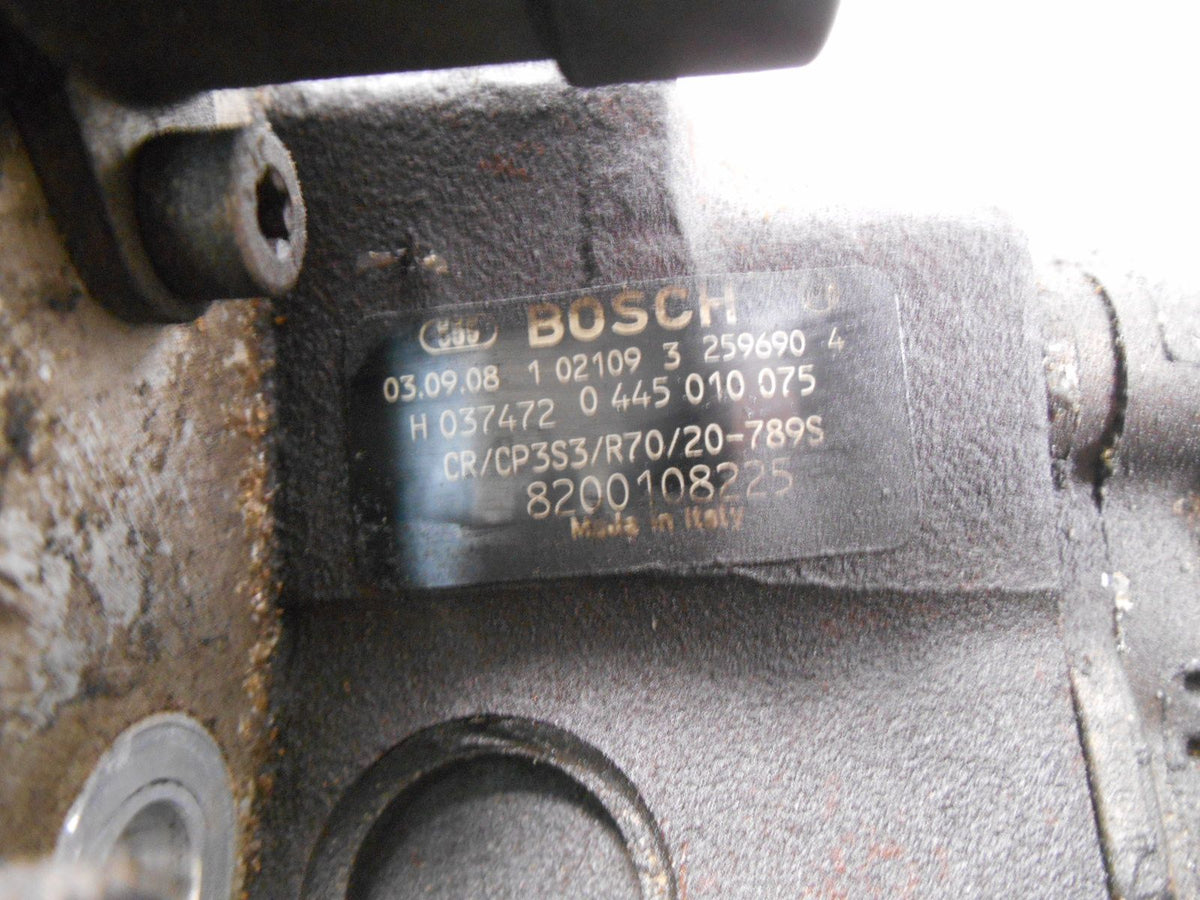 BOSCH
03.09.08 1 02109 3 259690 4
H 037472 0 445 010 075
CR/CP3S3/R70/20-789S
8200108225
Made in Italy